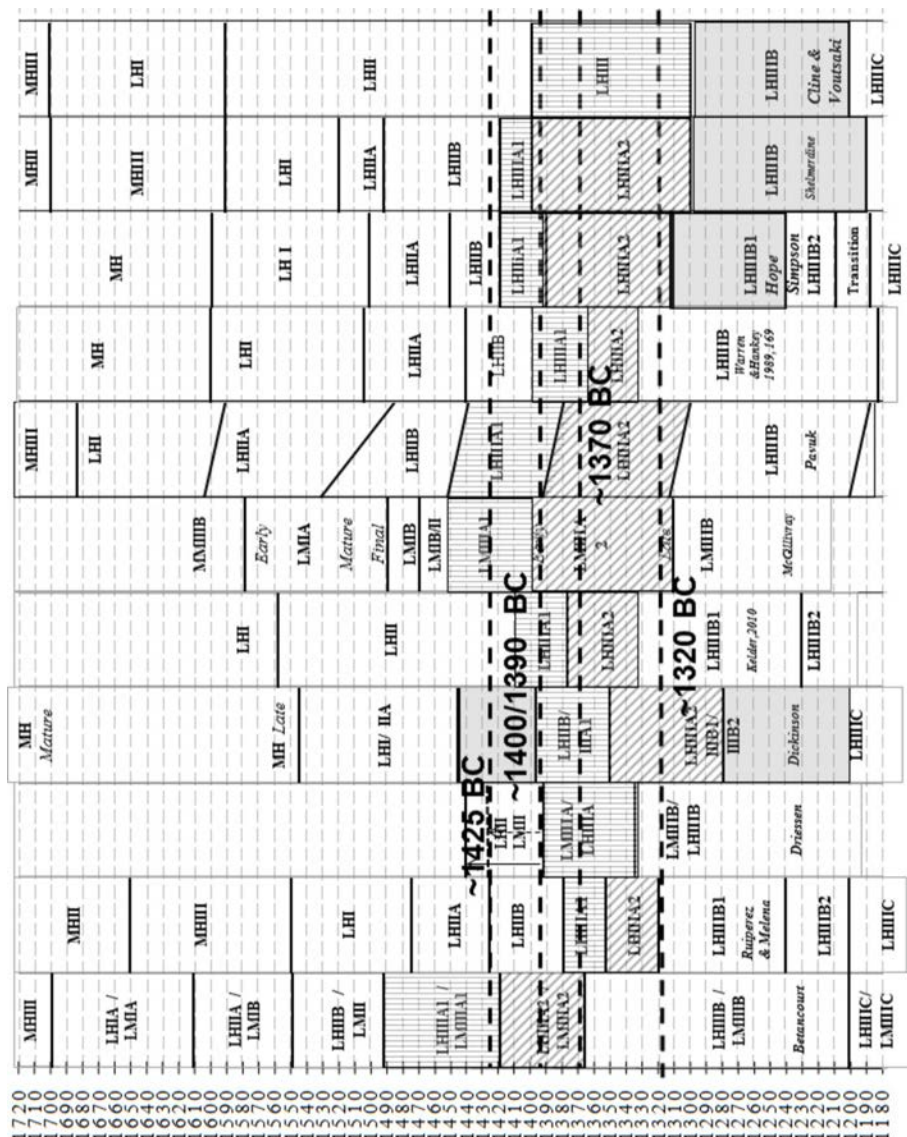 1720
1710
1700
1690
1680
1670
1660
1650
1640
1630
1620
1610
1600
1590
1580
1570
1560
1550
1540
1530
1520
1510
1500
1490
1480
1470
1460
1450
1440
1430
1420
1410
1400
1390
1380
1370
1360
1350
1340
1330
1320
1310
1300
1290
1280
1270
1260
1250
1240
1230
1220
1210
1200
1190
1180
MHIII
LHIA /
LMIA
LHIIA /
LMIB
LHIIB /
LMII
LHIIIA1 /
LMIIIA1
LHIIIA2 /
LMIIIA2
LHIIIB /
LMIIIB
Betancourt
LHIIIC/
LMIIIC
MHII
MHIII
LHI
LHIIA
LHIIB
LHIIIA1
LHIIIA2
LHIIIB1
Ruiperez
& Melena
LHIIIB2
LHIIIC
~1425 BC
LHII
LMII
LMIIIA/
LHIIIA
LMIIIB/
LHIIIB
Driessen
MH
Mature
MH Late
LHI/ IIA
LHIIB/
IIIA1
LHIIIA2
IIIB1/
IIIB2
Dickinson
LHIIIC
~1400/1390 BC
~1320 BC
LHI
LHII
LHIIIA1
LHIIIA2
LHIIIB1
Kelder,2010
LHIIIB2
MMIIIB
Early
LMIA
Mature
Final
LMIB
LMIB/II
LMIIIA1
Early
LMIIIA
2
Late
LMIIIB
McGillivray
MHIII
LHI
LHIIA
LHIIB
LHIIIA1
LHIIIA2
LHIIIB
Pavuk
~1370 BC
MH
LHI
LHIIA
LHIIB
LHIIIA1
LHIIIA2
LHIIIB
Warren
&Hankey
1989, 169
MH
LH I
LHIIA
LHIIB
LHIIIA1
LHIIIA2
LHIIIB1
Hope
Simpson
LHIIIB2
Transition
LHIIIC
MHII
MHIII
LHI
LHIIA
LHIIB
LHIIIA1
LHIIIA2
LHIIIB
Shelmerdine
MHIII
LHI
LHII
LHIII
LHIIIB
Cline &
Voutsaki
LHIIIC